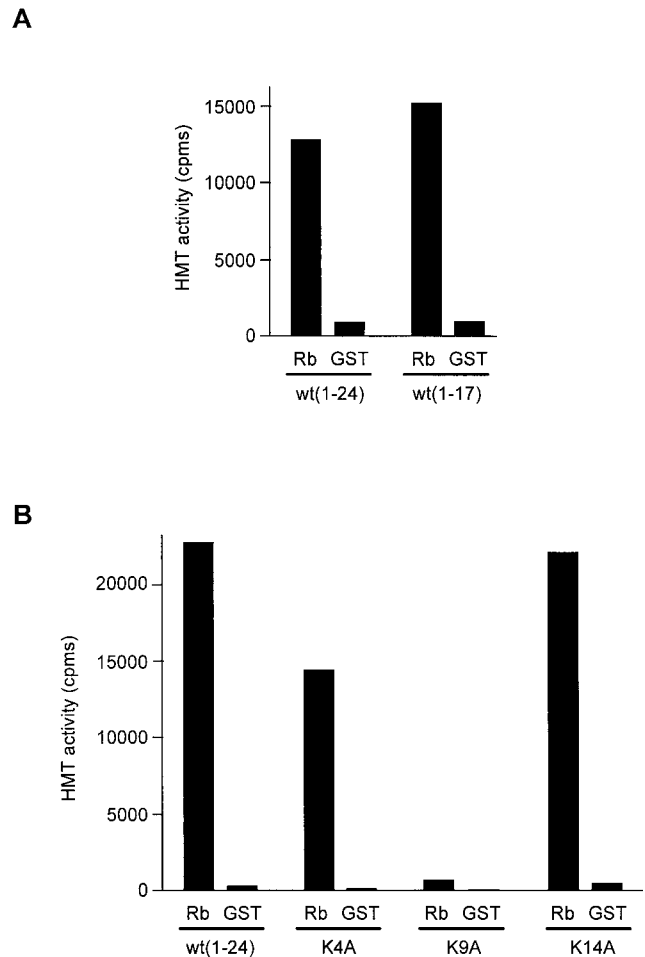 A
HMT activity (cpms)
15000
10000
5000
0
Rb GST Rb GST
wt(1-24) wt(1-17)
B
HMT activity (cpms)
20000
15000
10000
5000
0
Rb GST Rb GST Rb GST Rb GST
wt(1-24) K4A K9A K14A